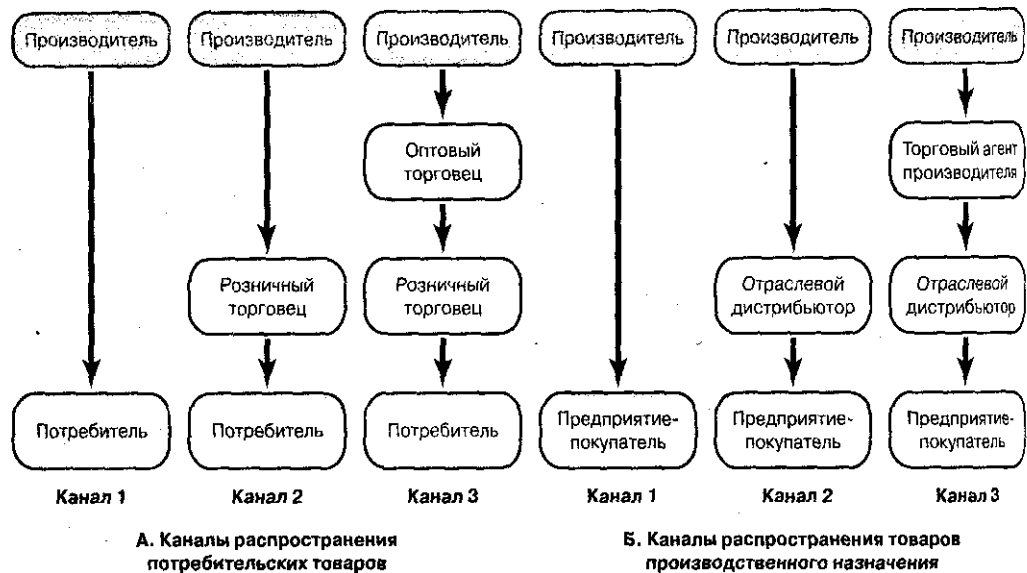 Производитель
Производитель
Производитель
Производитель
Производитель
Производитель
Оптовый
торговец
Торговый агент
производителя
Розничный
торговец
Розничный
торговец
Отраслевой
дистрибьютор
Отраслевой
дистрибьютор
Потребитель
Потребитель
Потребитель
Предприятие-
покупатель
Предприятие-
покупатель
Предприятие-
покупатель
Канал 1
Канал 2
Канал 3
Канал 1
Канал 2
Канал 3
А. Каналы распространения
потребительских товаров
Б. Каналы распространения товаров
производственного назначения